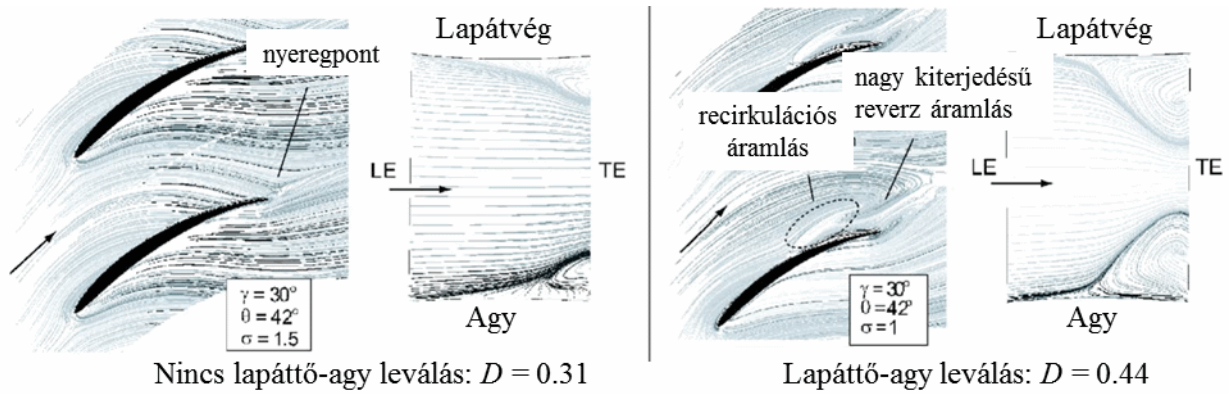 Lapátvég
nyeregpont
LE
TE
γ = 30°
θ = 42°
σ = 1.5
Agy
Nincs lapáttő-agy leválás: D = 0.31
Lapátvég
nagy kiterjedésű
reverz áramlás
recirkulációs
áramlás
LE
TE
γ = 30°
θ = 42°
σ = 1
Agy
Lapáttő-agy leválás: D = 0.44